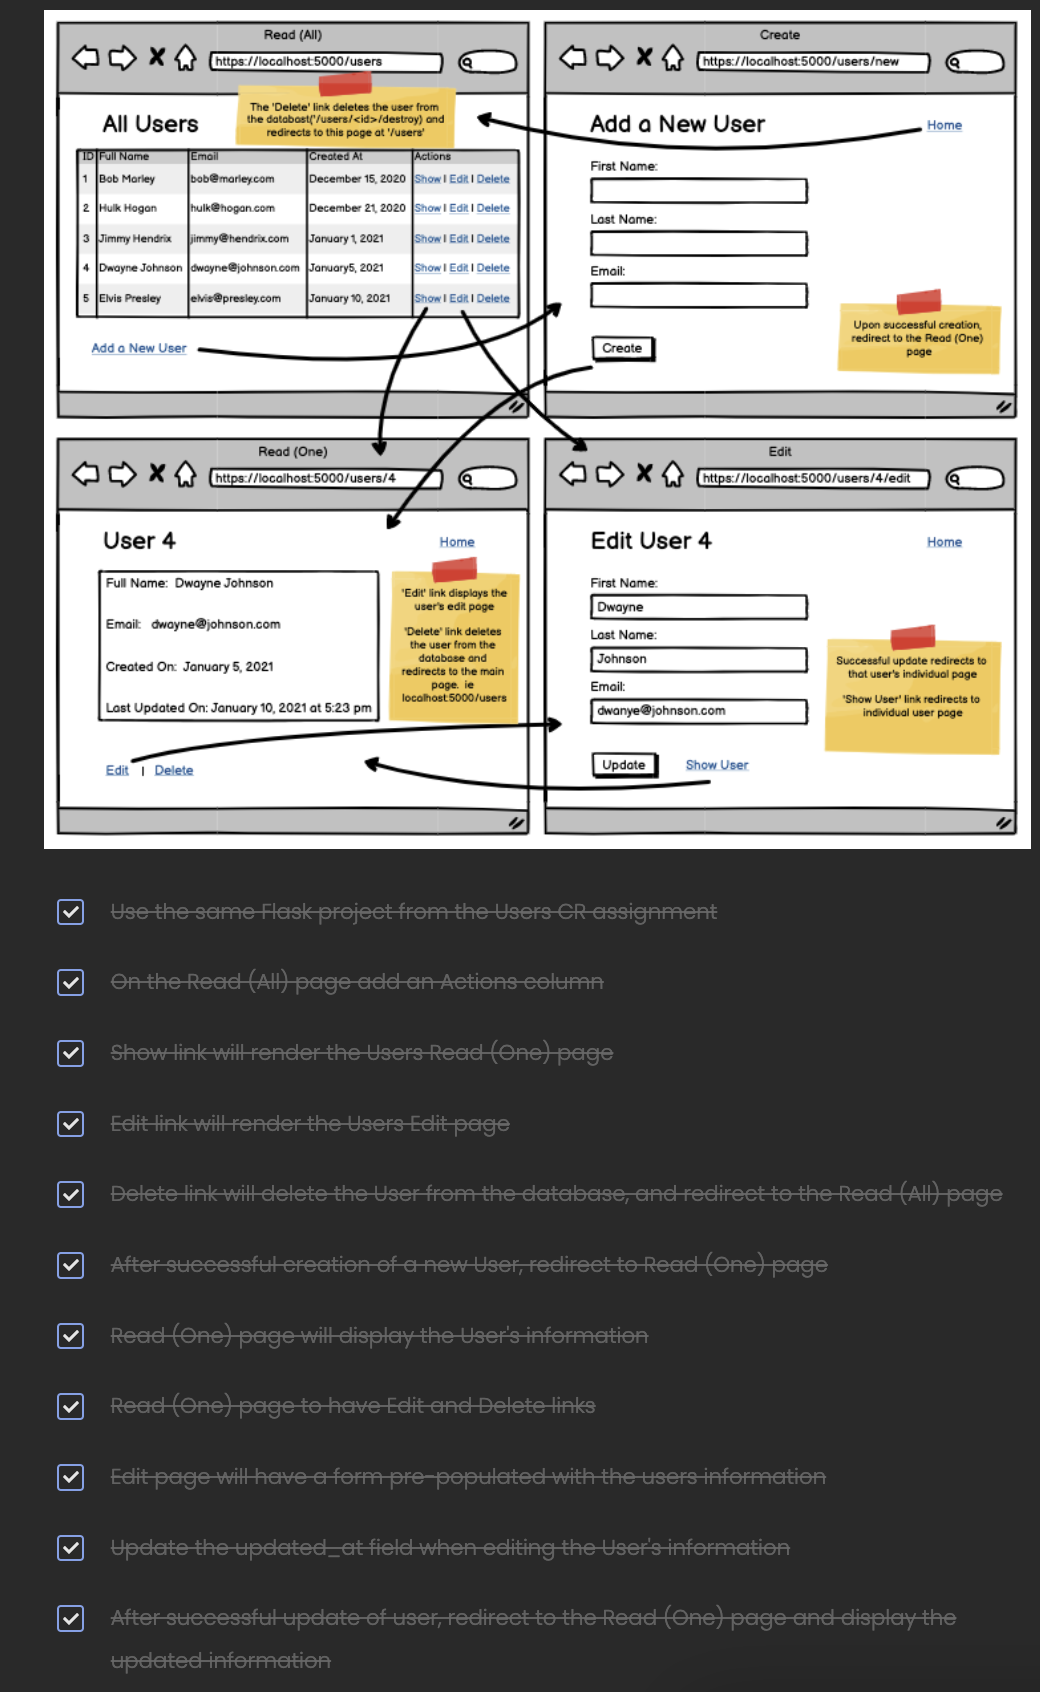 Read (All)
https://localhost:5000/users
The 'Delete' link deletes the user from
the databast('/users/<id>/destroy) and
redirects to this page at '/users'
All Users
ID Full Name Email Created At Actions
1 Bob Marley bob@marley.com December 15, 2020 Show | Edit | Delete
2 Hulk Hogan hulk@hogan.com December 21, 2020 Show | Edit | Delete
3 Jimmy Hendrix jimmy@hendrix.com January 1, 2021 Show | Edit | Delete
4 Dwayne Johnson dwayne@johnson.com January5, 2021 Show | Edit | Delete
5 Elvis Presley elvis@presley.com January 10, 2021 Show | Edit | Delete
Add a New User
Create
https://localhost:5000/users/new
Add a New User
Home
First Name:
Last Name:
Email:
Create
Upon successful creation,
redirect to the Read (One)
page
Read (One)
https://localhost:5000/users/4
User 4
Home
Full Name: Dwayne Johnson
Email: dwayne@johnson.com
Created On: January 5, 2021
Last Updated On: January 10, 2021 at 5:23 pm
'Edit' link displays the
user's edit page
'Delete' link deletes
the user from the
database and
redirects to the main
page. ie
localhost:5000/users
Edit | Delete
Edit
https://localhost:5000/users/4/edit
Edit User 4
Home
First Name:
Dwayne
Last Name:
Johnson
Email:
dwanye@johnson.com
Update
Show User
Successful update redirects to
that user's individual page
'Show User' link redirects to
individual user page
Use the same Flask project from the Users CR assignment
On the Read (All) page add an Actions column
Show link will render the Users Read (One) page
Edit link will render the Users Edit page
Delete link will delete the User from the database, and redirect to the Read (All) page
After successful creation of a new User, redirect to Read (One) page
Read (One) page will display the User's information
Read (One) page to have Edit and Delete links
Edit page will have a form pre-populated with the users information
Update the updated_at field when editing the User's information
After successful update of user, redirect to the Read (One) page and display the
updated information